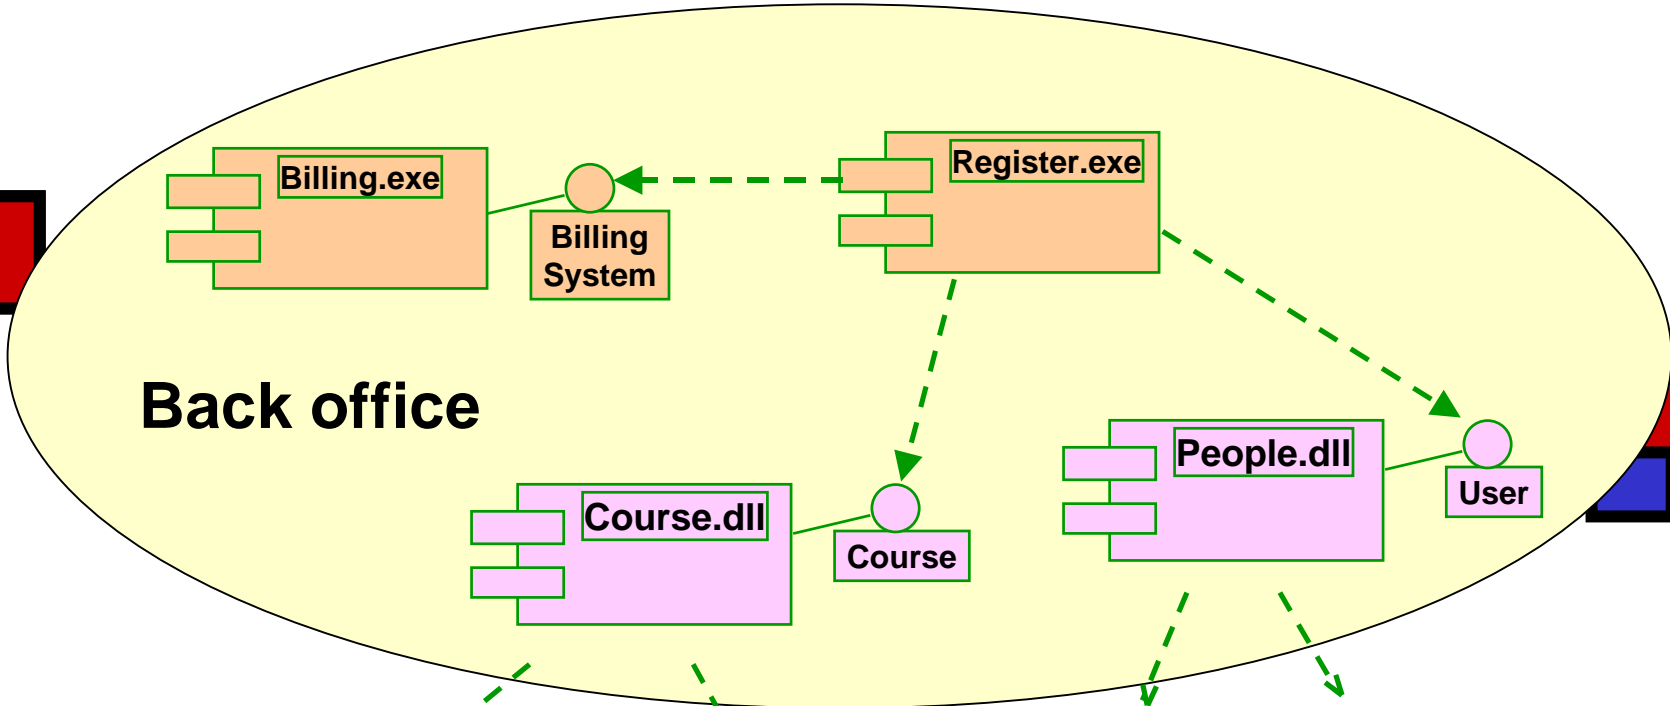 Billing.exe
Register.exe
Billing
System
Back office
People.dll
User
Course.dll
Course